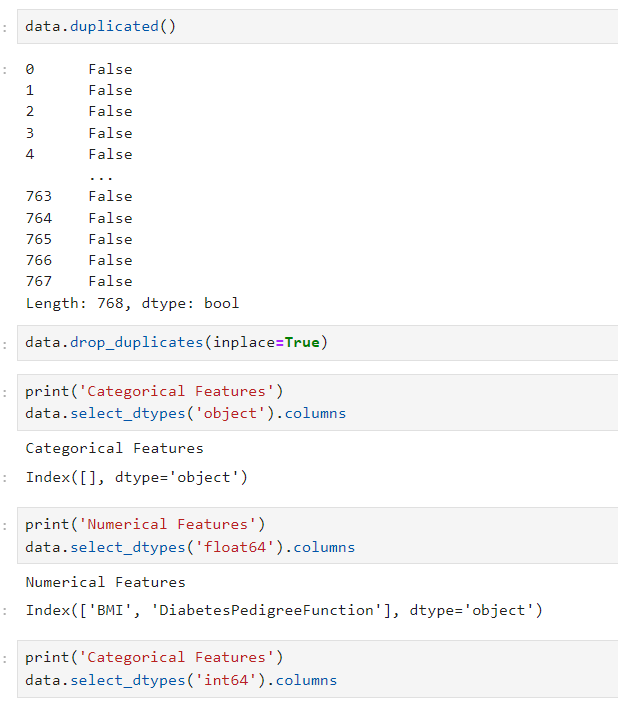 data.duplicated()
0 False
1 False
2 False
3 False
4 False
...
763 False
764 False
765 False
766 False
767 False
Length: 768, dtype: bool
data.drop_duplicates(inplace=True)
print('Categorical Features')
data.select_dtypes('object').columns
Categorical Features
Index([], dtype='object')
print('Numerical Features')
data.select_dtypes('float64').columns
Numerical Features
Index(['BMI', 'DiabetesPedigreeFunction'], dtype='object')
print('Categorical Features')
data.select_dtypes('int64').columns